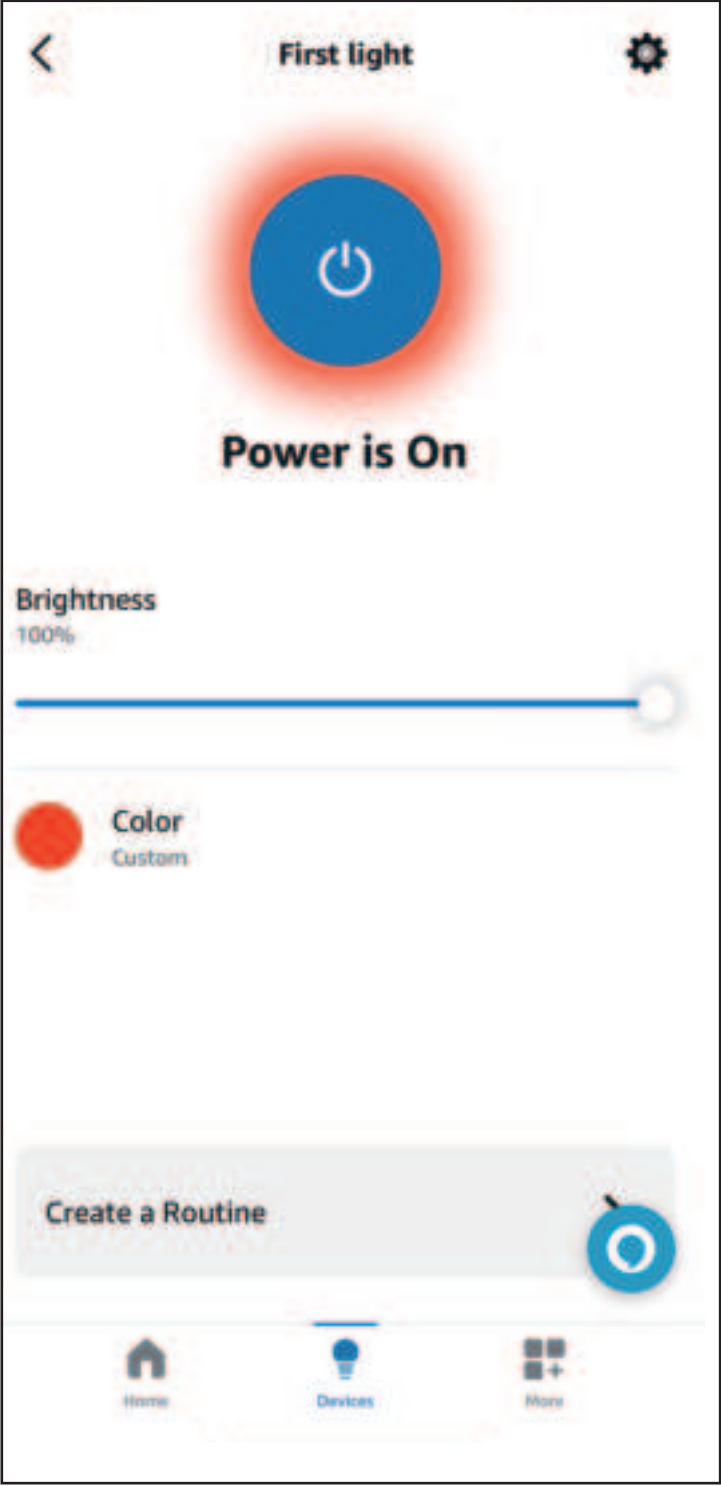 First light
Power is On
Brightness
100%
Color
Custom
Create a Routine
Home
Devices
More